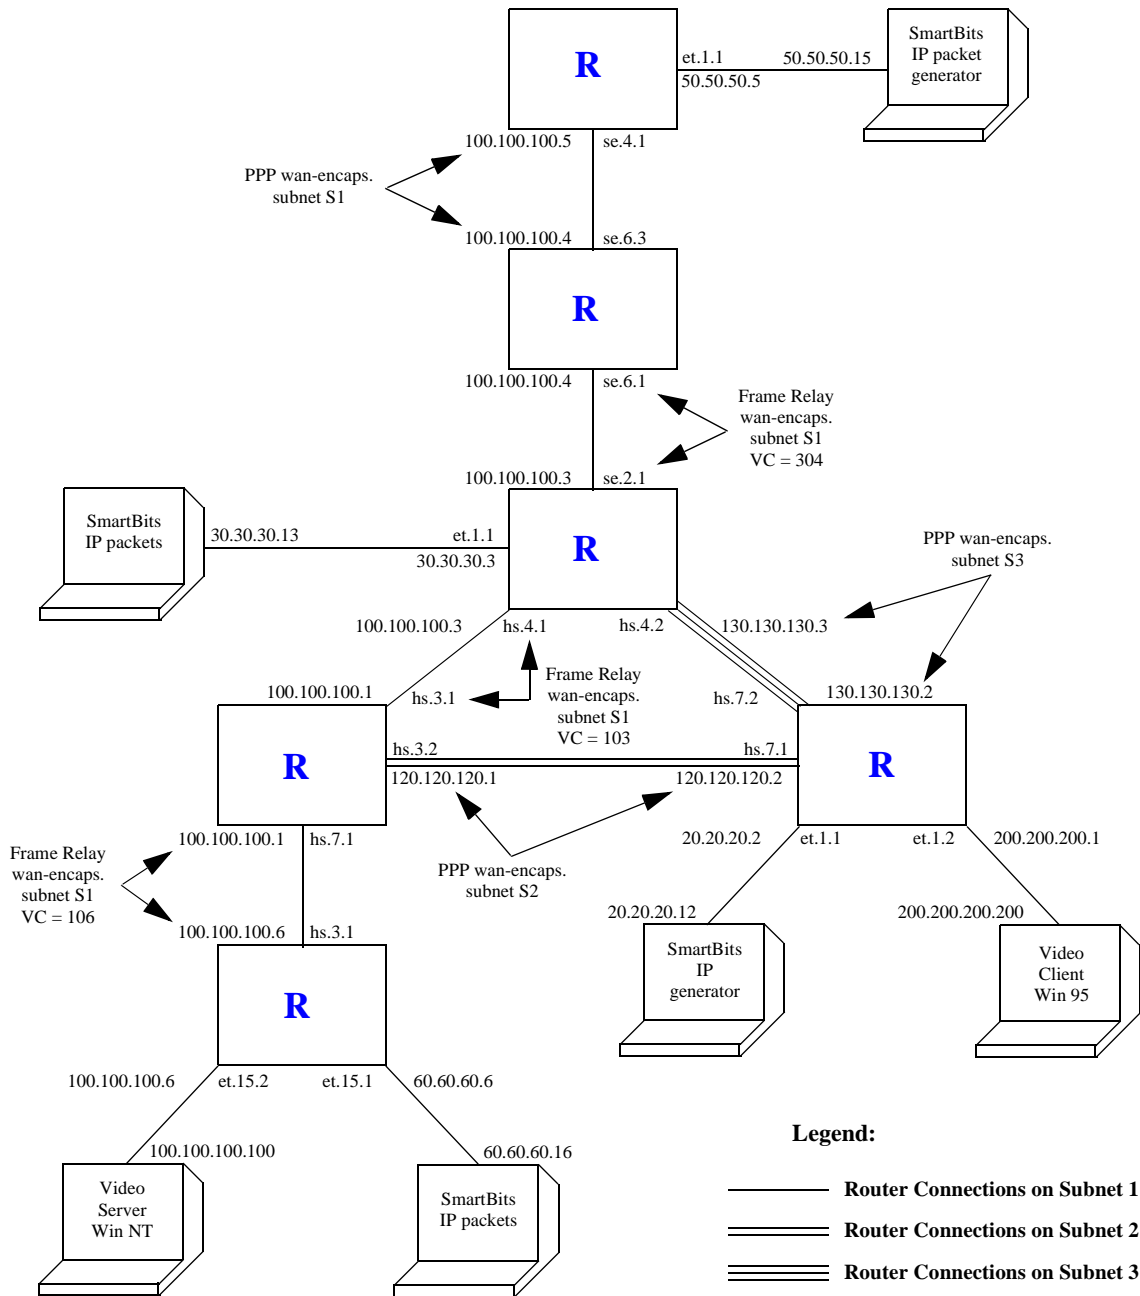 SmartBits
IP packet
generator
R
et.1.1
50.50.50.15
50.50.50.5
100.100.100.5
se.4.1
PPP wan-encaps.
subnet S1
100.100.100.4
se.6.3
R
100.100.100.4
se.6.1
Frame Relay
wan-encaps.
subnet S1
VC = 304
100.100.100.3
se.2.1
SmartBits
IP packets
30.30.30.13
et.1.1
30.30.30.3
R
PPP wan-encaps.
subnet S3
100.100.100.3
hs.4.1
hs.4.2
130.130.130.3
Frame Relay
wan-encaps.
subnet S1
VC = 103
100.100.100.1
hs.3.1
hs.7.2
130.130.130.2
R
hs.3.2
hs.7.1
120.120.120.1
120.120.120.2
R
100.100.100.1
hs.7.1
Frame Relay
wan-encaps.
subnet S1
VC = 106
PPP wan-encaps.
subnet S2
20.20.20.2
et.1.1
et.1.2
200.200.200.1
100.100.100.6
hs.3.1
20.20.20.12
200.200.200.200
SmartBits
IP
generator
Video
Client
Win 95
R
100.100.100.6
et.15.2
et.15.1
60.60.60.6
100.100.100.100
60.60.60.16
Video
Server
Win NT
SmartBits
IP packets
Legend:
Router Connections on Subnet 1
Router Connections on Subnet 2
Router Connections on Subnet 3